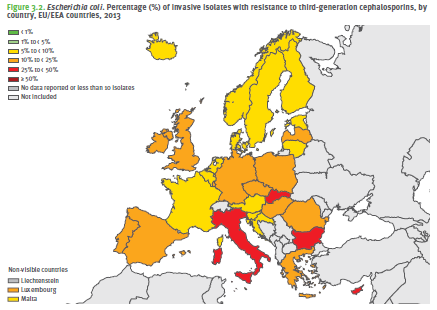 Figure 3.2. Escherichia coli. Percentage (%) of invasive isolates with resistance to third-generation cephalosporins, by
country, EU/EEA countries, 2013
< 1%
1% to < 5%
5% to < 10%
10% to < 25%
25% to < 50%
≥ 50%
No data reported or less than 10 isolates
Not included
Non-visible countries
Liechtenstein
Luxembourg
Malta